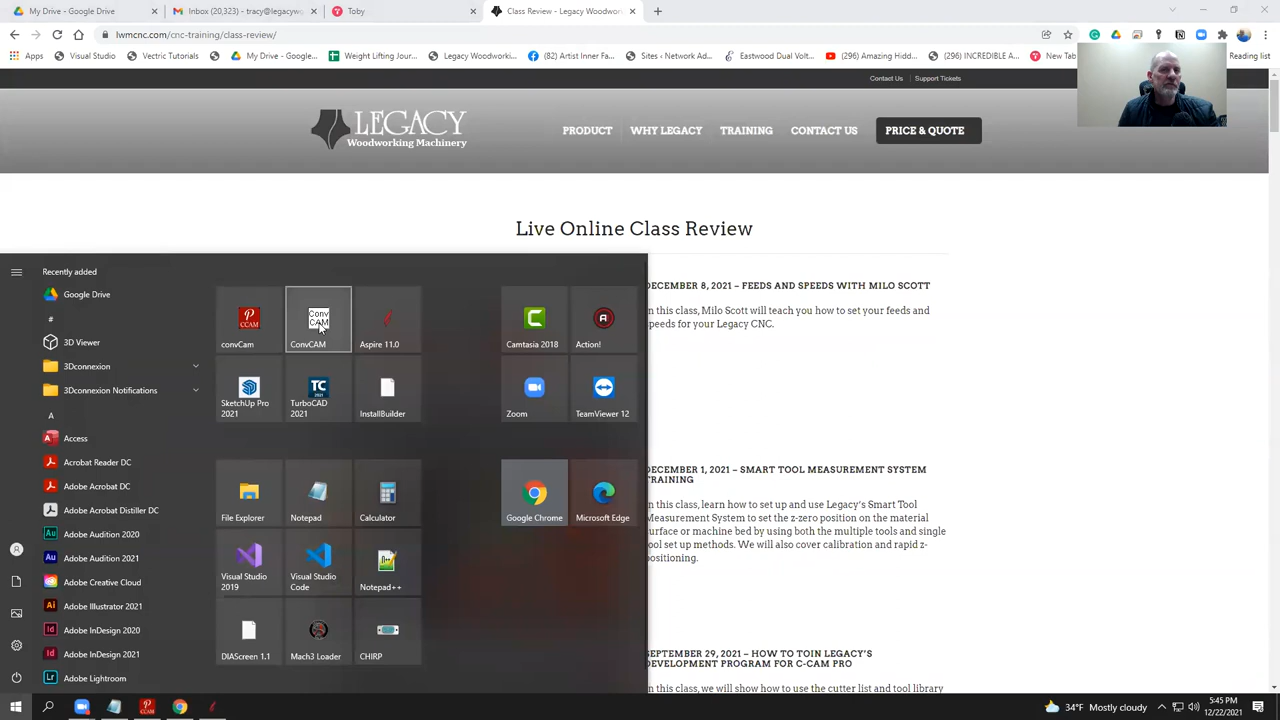 My Drive - Google Drive
Inbox (20,323) - tracy@legacyw
Toby
Class Review - Legacy Woodwor
lwmcnc.com/cnc-training/class-review/
Apps
Visual Studio
Vectric Tutorials
My Drive - Google...
Weight Lifting CNC...
Legacy Woodworki...
(82) Artist Inner Fa...
Sites ‹ Network Ad...
Eastwood Dual Volt...
(296) Amazing Hidd...
(296) INCREDIBLE A...
New Tab
Reading list
Contact Us
Support Tickets
LEGACY
Woodworking Machinery
PRODUCT
WHY LEGACY
TRAINING
CONTACT US
PRICE & QUOTE
Live Online Class Review
DECEMBER 8, 2021 – FEEDS AND SPEEDS WITH MILO SCOTT
In this class, Milo Scott will teach you how to set your feeds and
speeds for your Legacy CNC.
DECEMBER 1, 2021 – SMART TOOL MEASUREMENT SYSTEM
TRAINING
In this class, learn how to set up and use Legacy's Smart Tool
Measurement System to set the z-zero position on the material
surface or machine bed by using both the multiple tools and single
tool set up methods. We will also cover calibration and rapid z-
positioning.
SEPTEMBER 29, 2021 – HOW TO TOIN LEGACY'S
DEVELOPMENT PROGRAM FOR C-CAM PRO
In this class, we will show how to use the cutter list and tool library
Recently added
Google Drive
#
3D Viewer
3Dconnexion
3Dconnexion Notifications
A
Access
Acrobat Reader DC
Adobe Acrobat DC
Adobe Acrobat Distiller DC
Adobe Audition 2020
Adobe Audition 2021
Adobe Creative Cloud
Adobe Illustrator 2021
Adobe InDesign 2020
Adobe InDesign 2021
Adobe Lightroom
CCAM
convCam
Conv
CAM
ConvCAM
Aspire 11.0
SketchUp Pro
2021
TC
2021
TurboCAD
2021
InstallBuilder
Camtasia 2018
Action!
Zoom
TeamViewer 12
File Explorer
Notepad
Calculator
Google Chrome
Microsoft Edge
Visual Studio
2019
Visual Studio
Code
Notepad++
DIAScreen 1.1
Mach3 Loader
CHIRP
34°F Mostly cloudy
5:45 PM
12/22/2021